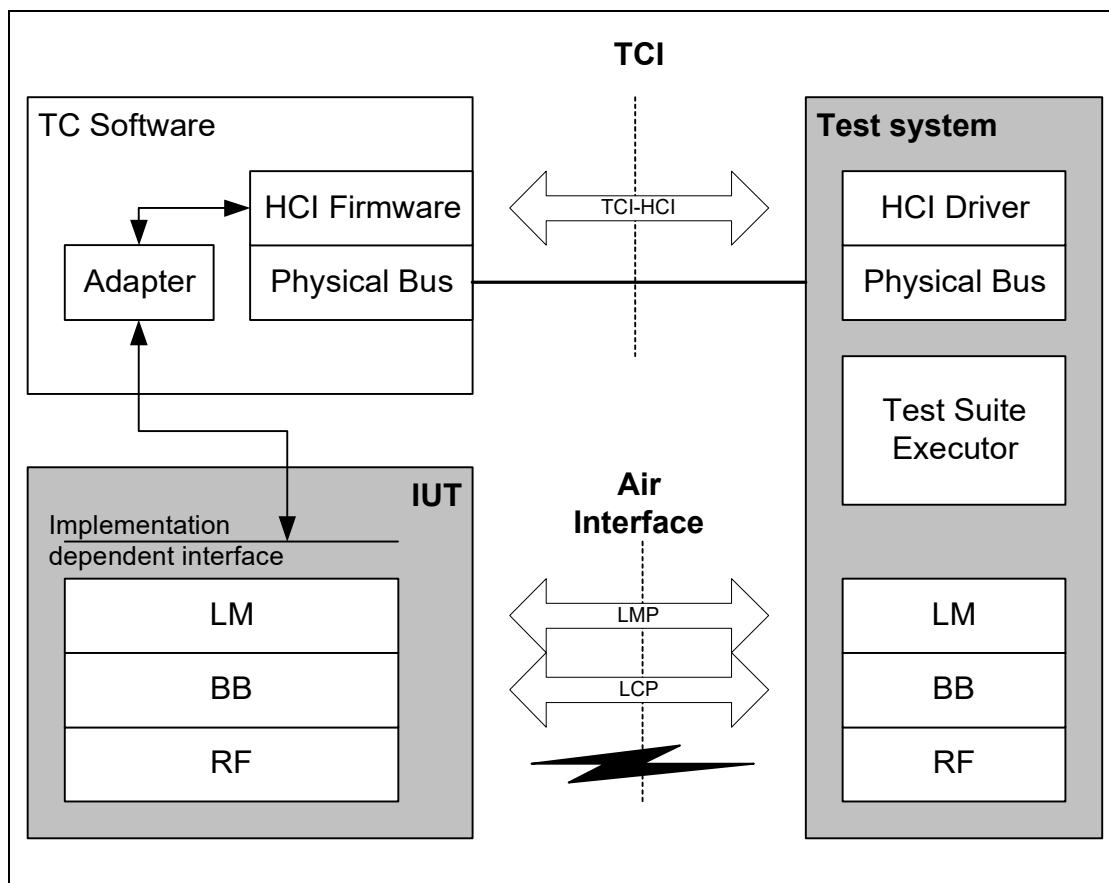 TCI
TC Software
HCI Firmware
Adapter
Physical Bus
TCI-HCI
Test system
HCI Driver
Physical Bus
Test Suite
Executor
IUT
Implementation
dependent interface
LM
BB
RF
Air
Interface
LMP
LCP
LM
BB
RF